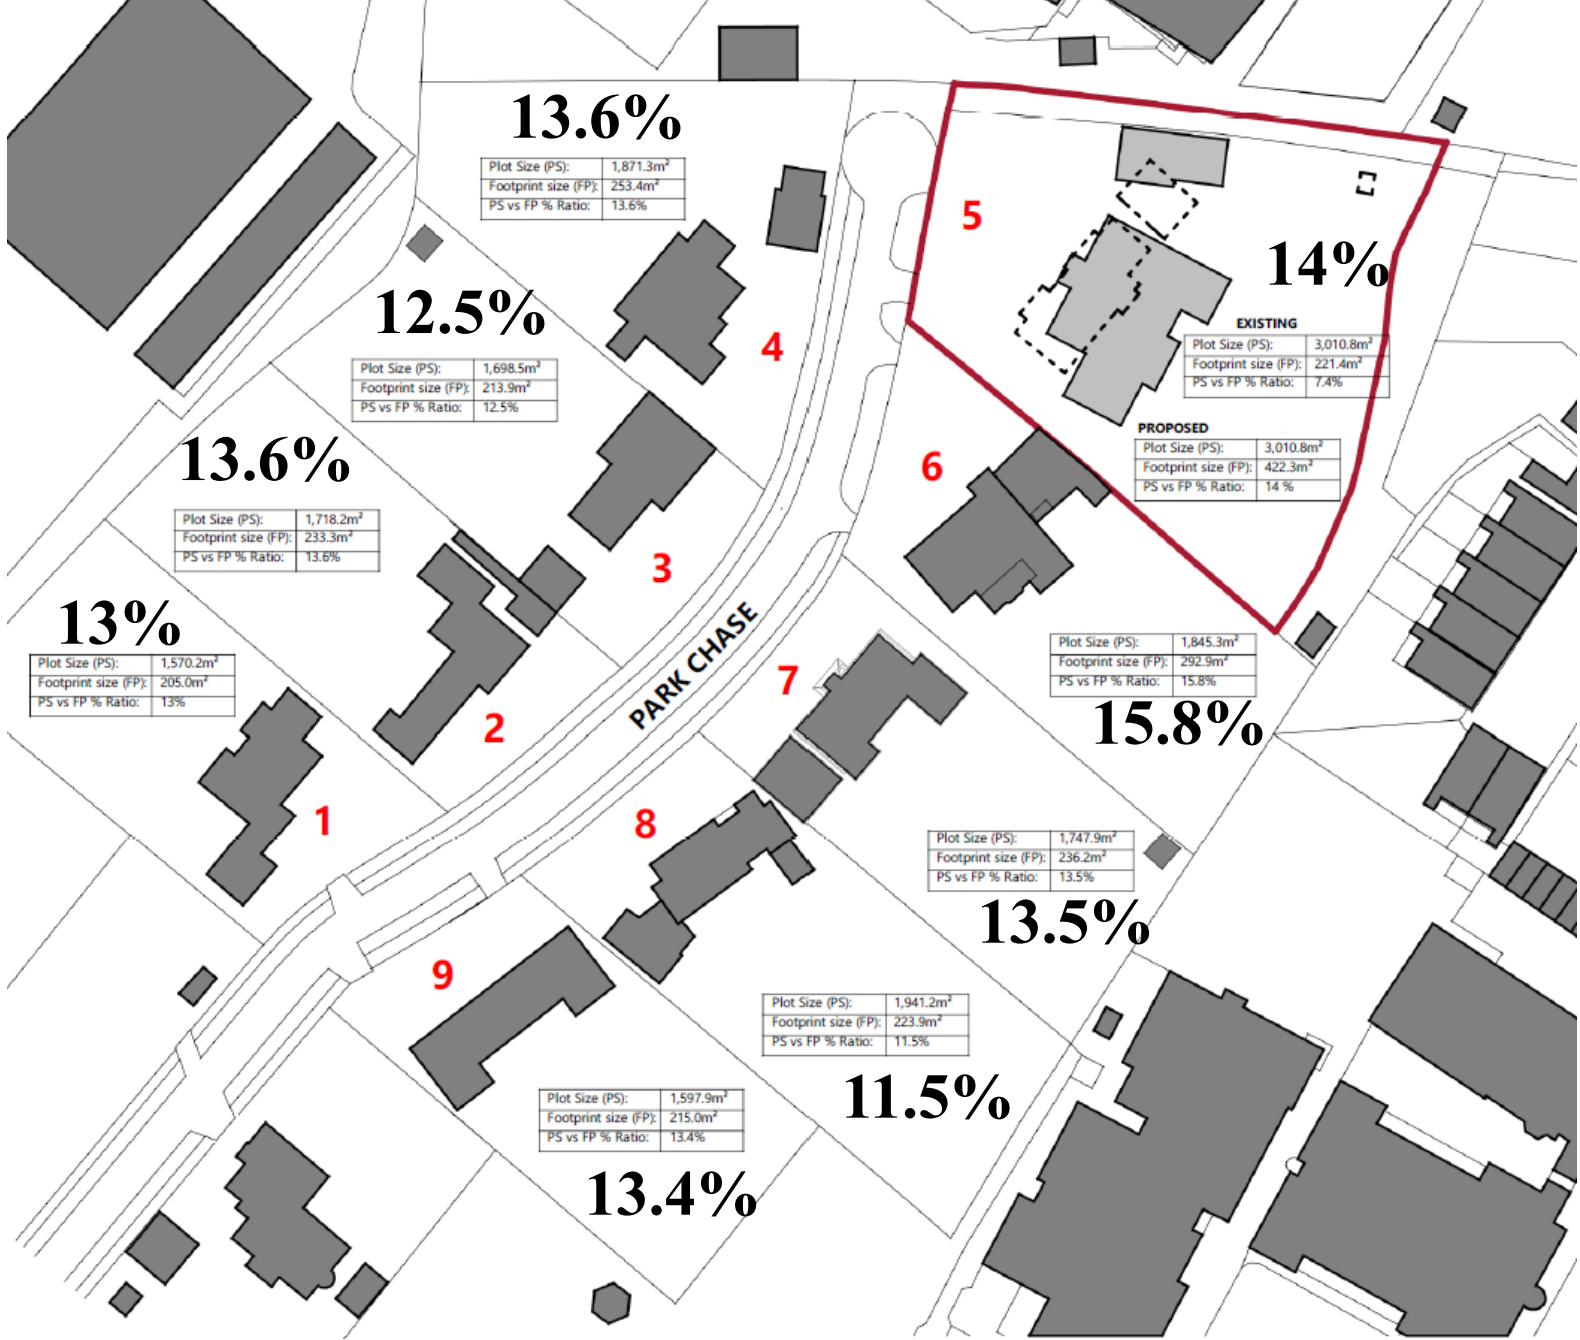 13.6%
Plot Size (PS): 1,871.3m²
Footprint size (FP): 253.4m²
PS vs FP % Ratio: 13.6%
5
14%
12.5%
4
EXISTING
Plot Size (PS): 3,010.8m²
Footprint size (FP): 221.4m²
PS vs FP % Ratio: 7.4%
Plot Size (PS): 1,698.5m²
Footprint size (FP): 213.9m²
PS vs FP % Ratio: 12.5%
PROPOSED
Plot Size (PS): 3,010.8m²
Footprint size (FP): 422.3m²
PS vs FP % Ratio: 14 %
13.6%
6
Plot Size (PS): 1,718.2m²
Footprint size (FP): 233.3m²
PS vs FP % Ratio: 13.6%
3
13%
Plot Size (PS): 1,570.2m²
Footprint size (FP): 205.0m²
PS vs FP % Ratio: 13%
PARK CHASE
7
Plot Size (PS): 1,845.3m²
Footprint size (FP): 292.9m²
PS vs FP % Ratio: 15.8%
15.8%
2
1
8
Plot Size (PS): 1,747.9m²
Footprint size (FP): 236.2m²
PS vs FP % Ratio: 13.5%
13.5%
9
Plot Size (PS): 1,941.2m²
Footprint size (FP): 223.9m²
PS vs FP % Ratio: 11.5%
11.5%
Plot Size (PS): 1,597.9m²
Footprint size (FP): 215.0m²
PS vs FP % Ratio: 13.4%
13.4%